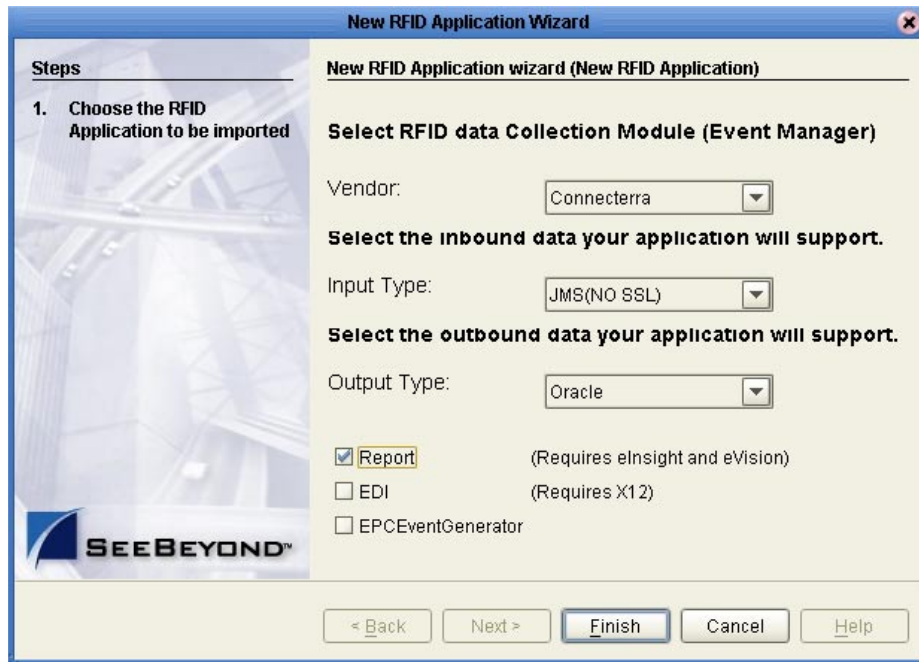 New RFID Application Wizard
Steps
1. Choose the RFID
Application to be imported
New RFID Application wizard (New RFID Application)
Select RFID data Collection Module (Event Manager)
Vendor:
Connecterra
Select the inbound data your application will support.
Input Type:
JMS(NO SSL)
Select the outbound data your application will support.
Output Type:
Oracle
Report (Requires eInsight and eVision)
EDI (Requires X12)
EPCEventGenerator
SEEBEYOND™
< Back
Next >
Finish
Cancel
Help